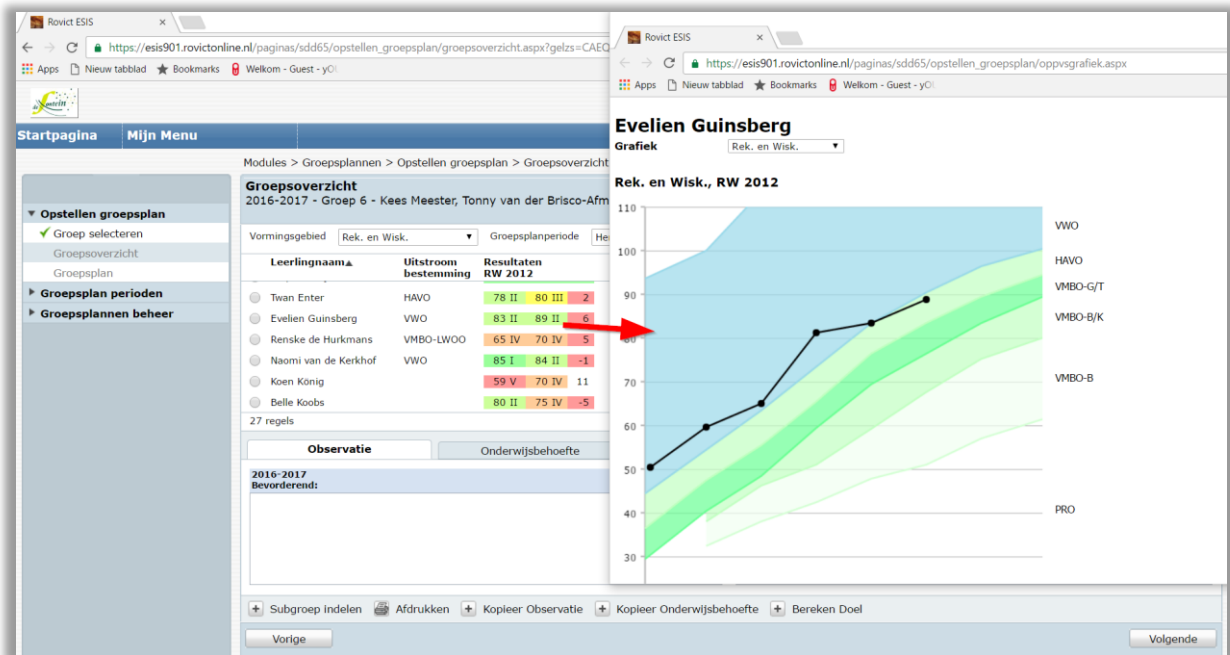 Rovict ESIS
https://esis901.rovictonline.nl/paginas/sdd65/opstellen_groepsplan/groepsoverzicht.aspx?gelzs=CAEQ
Apps Nieuw tabblad Bookmarks Welkom - Guest - yO
Startpagina Mijn Menu
Opstellen groepsplan
Groep selecteren
Groepsoverzicht
Groepsplan
Groepsplan perioden
Groepsplannen beheer
Modules > Groepsplannen > Opstellen groepsplan > Groepsoverzicht
Groepsoverzicht
2016-2017 - Groep 6 - Kees Meester, Tonny van der Brisco-Afm
Vormingsgebied Rek. en Wisk. Groepsplanperiode He
Leerlingnaam Uitstroom bestemming Resultaten RW 2012
Twan Enter HAVO 78 II 80 III 2
Evelien Guinsberg VWO 83 II 89 II 6
Renske de Hurkmans VMBO-LWOO 65 IV 70 IV 5
Naomi van de Kerkhof VWO 85 I 84 II -1
Koen König 59 V 70 IV 11
Belle Koobs 80 II 75 IV -5
27 regels
Observatie Onderwijsbehoefte
2016-2017
Bevorderend:
Subgroep indelen Afdrukken Kopieer Observatie Kopieer Onderwijsbehoefte Bereken Doel
Vorige Volgende
Rovict ESIS
https://esis901.rovictonline.nl/paginas/sdd65/opstellen_groepsplan/oppvsgrafiek.aspx
Apps Nieuw tabblad Bookmarks Welkom - Guest - yO
Evelien Guinsberg
Grafiek Rek. en Wisk.
Rek. en Wisk., RW 2012
110
100
90
80
70
60
50
40
30
VWO
HAVO
VMBO-G/T
VMBO-B/K
VMBO-B
PRO